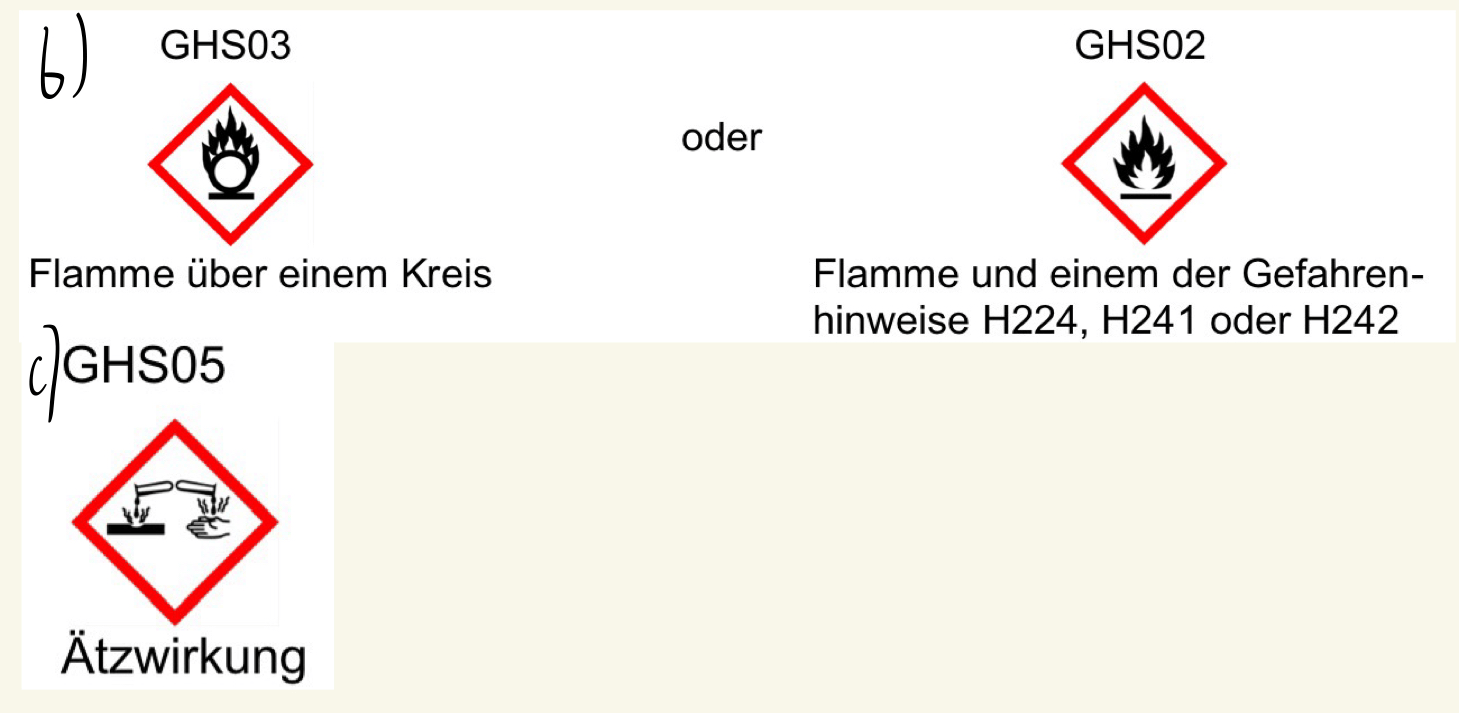 b) GHS03 GHS02
oder
Flamme über einem Kreis
Flamme und einem der Gefahren-
hinweise H224, H241 oder H242
c) GHS05
Ätzwirkung